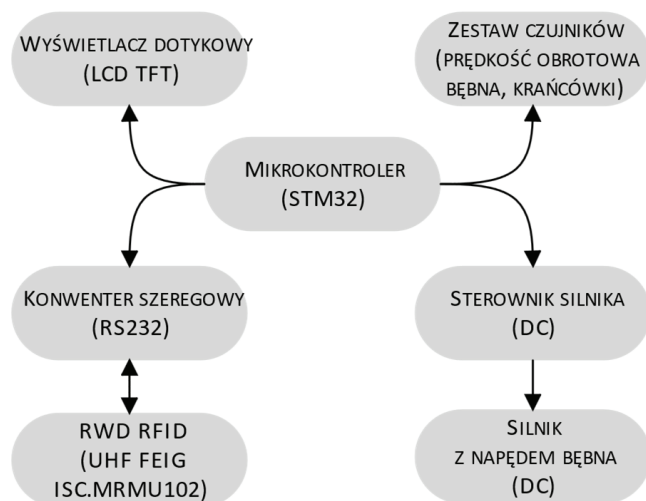 WYŚWIETLACZ DOTYKOWY
(LCD TFT)
ZESTAW CZUJNIKÓW
(PRĘDKOŚĆ OBROTOWA
BĘBNA, KRAŃCÓWKI)
MIKROKONTROLER
(STM32)
KONWENTER SZEREGOWY
(RS232)
STEROWNIK SILNIKA
(DC)
RWD RFID
(UHF FEIG
ISC.MRMU102)
SILNIK
Z NAPĘDEM BĘBNA
(DC)